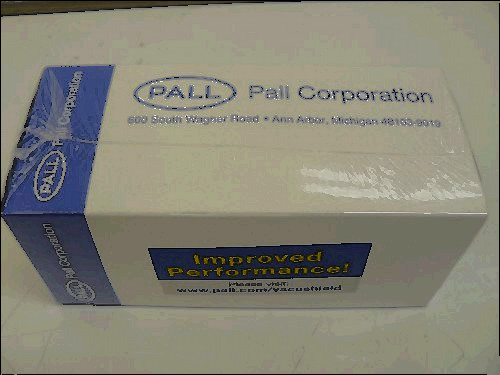 PALL Pall Corporation
600 South Wagner Road • Ann Arbor, Michigan 48103-9019
PALL Pall Corporation
PALL Pall Corporation
Improved
Performance!
Please visit:
www.pall.com/vacushield